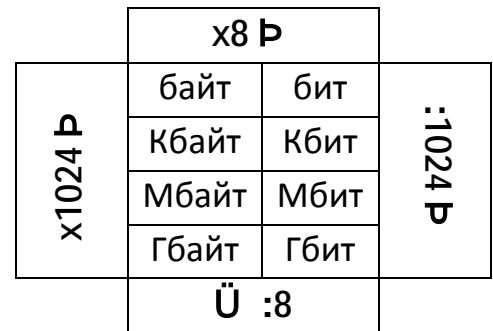 x8 Þ
байт бит
Кбайт Кбит
Мбайт Мбит
Гбайт Гбит
x1024 Þ
:1024 Þ
Ü :8